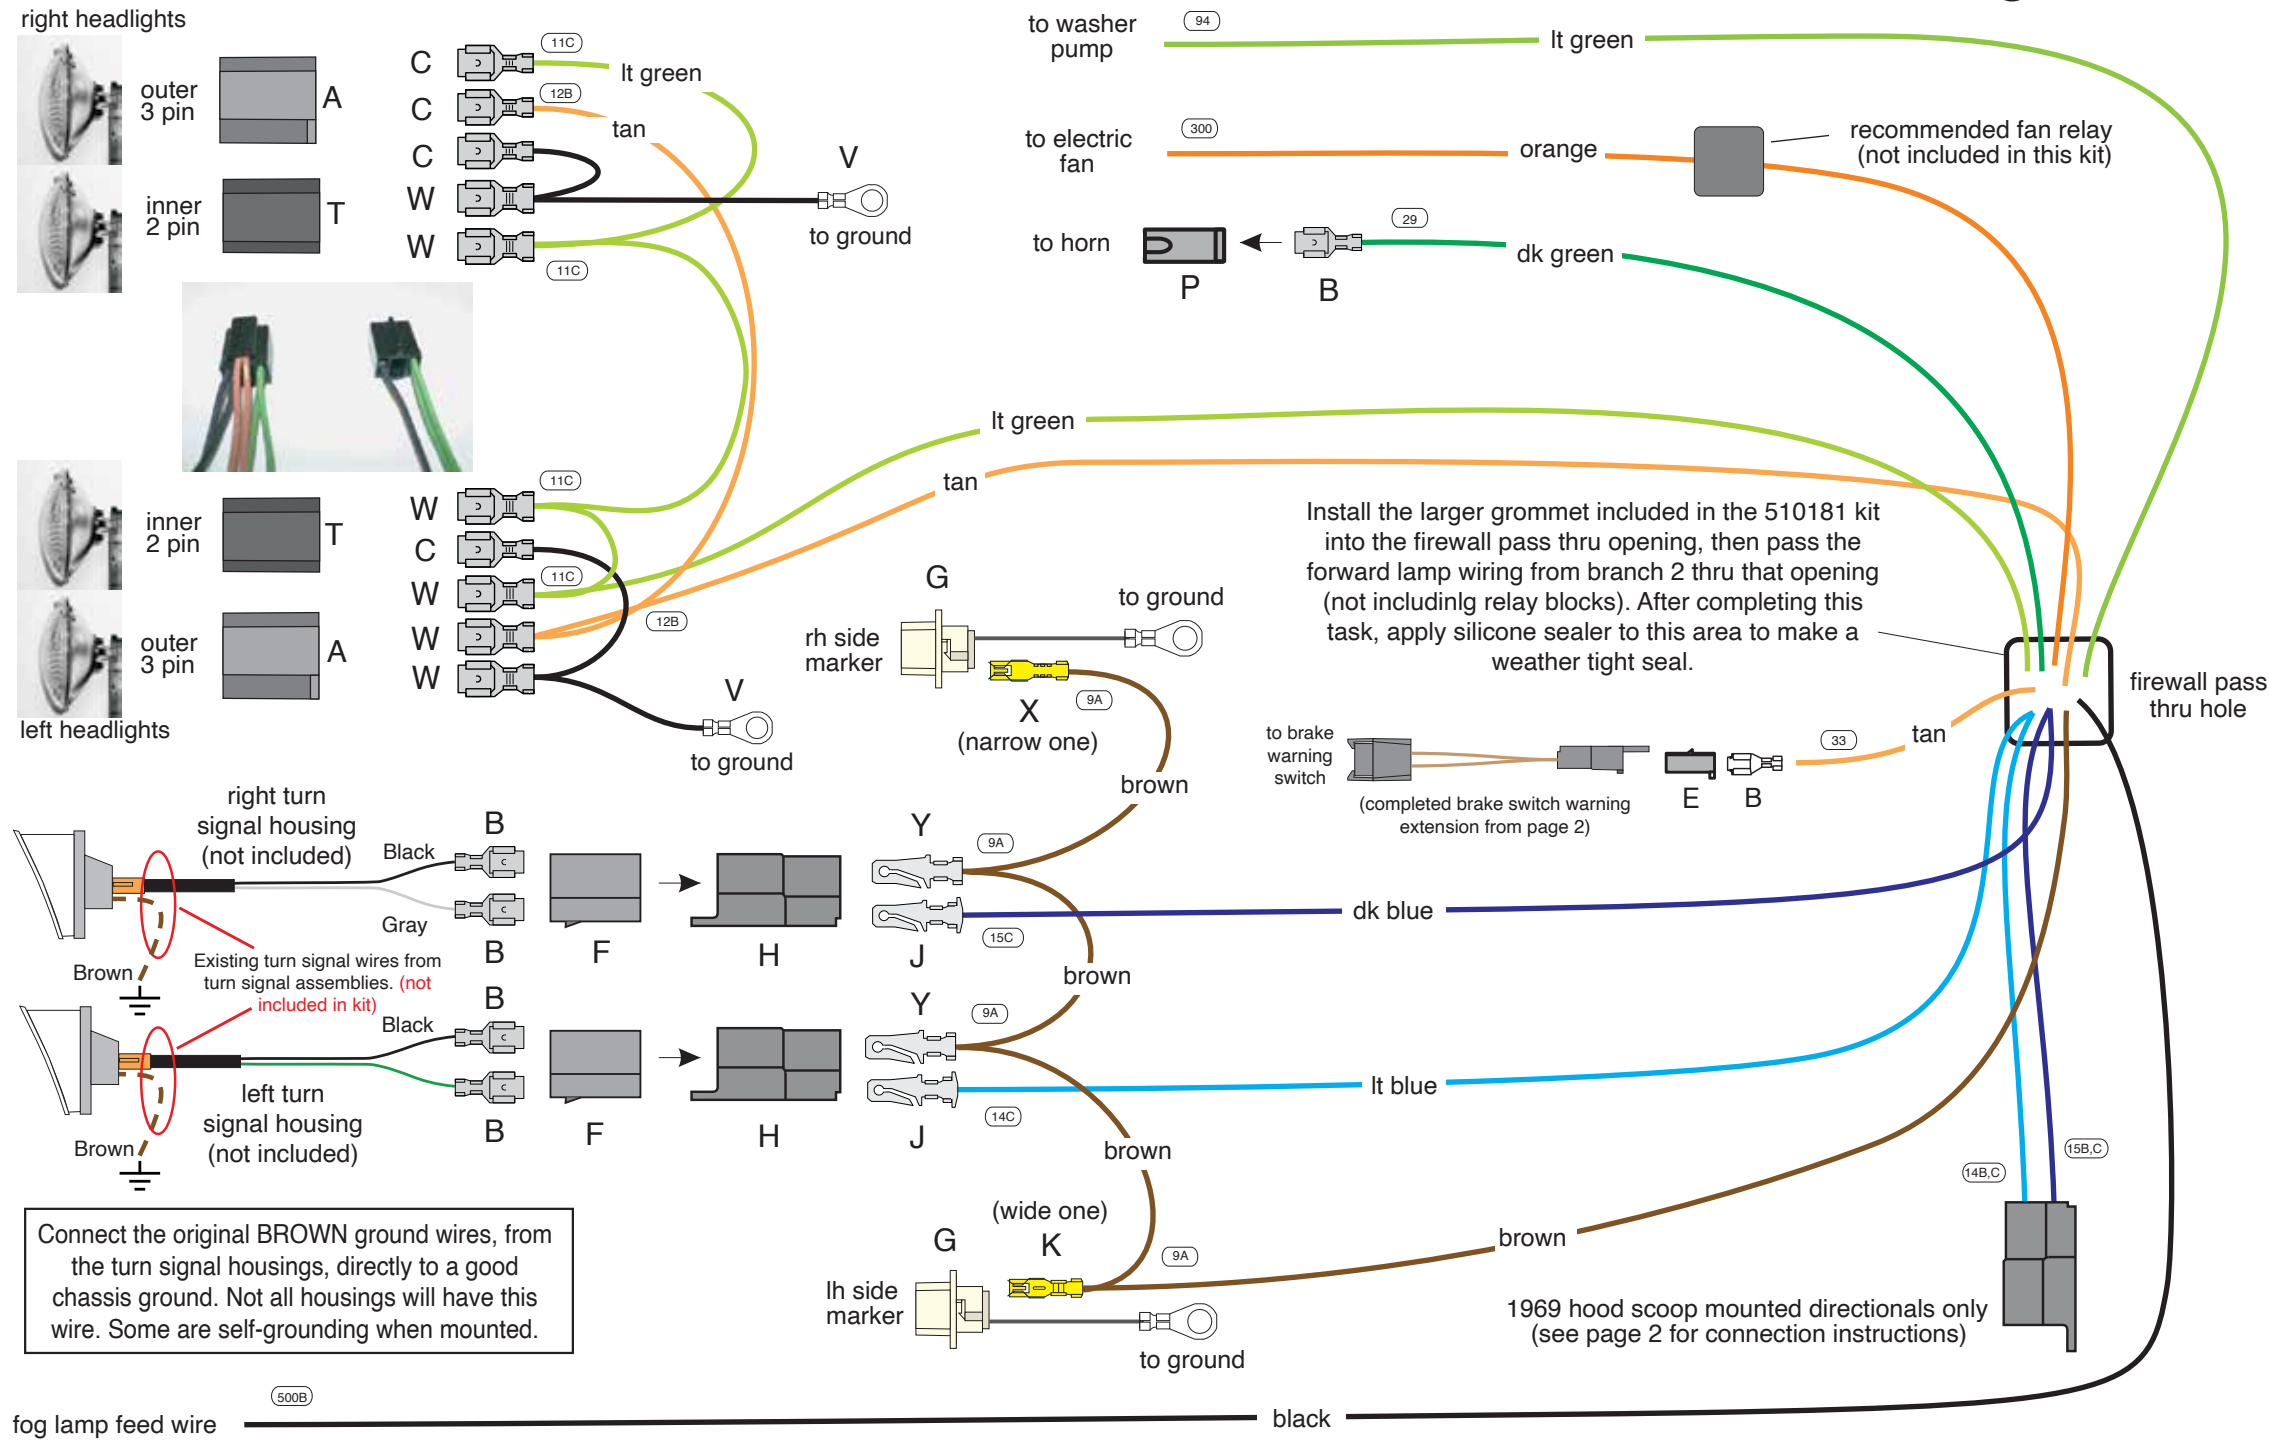 right headlights
outer
3 pin
A
inner
2 pin
T
C
C
C
W
W
11C
12B
11C
lt green
tan
V
to ground
to washer
pump
94
lt green
to electric
fan
300
orange
recommended fan relay
(not included in this kit)
to horn
P
B
29
dk green
lt green
tan
inner
2 pin
T
outer
3 pin
A
left headlights
W
C
W
W
W
11C
11C
12B
V
to ground
G
rh side
marker
to ground
X
(narrow one)
9A
brown
Install the larger grommet included in the 510181 kit
into the firewall pass thru opening, then pass the
forward lamp wiring from branch 2 thru that opening
(not includinlg relay blocks). After completing this
task, apply silicone sealer to this area to make a
weather tight seal.
firewall pass
thru hole
to brake
warning
switch
(completed brake switch warning
extension from page 2)
E
B
33
tan
right turn
signal housing
(not included)
Black
Gray
Brown
B
B
F
H
Y
J
9A
15C
dk blue
brown
Existing turn signal wires from
turn signal assemblies. (not
included in kit)
Black
Brown
left turn
signal housing
(not included)
B
B
F
H
Y
J
9A
14C
lt blue
brown
14B,C
15B,C
Connect the original BROWN ground wires, from
the turn signal housings, directly to a good
chassis ground. Not all housings will have this
wire. Some are self-grounding when mounted.
(wide one)
G
K
9A
lh side
marker
to ground
brown
1969 hood scoop mounted directionals only
(see page 2 for connection instructions)
500B
fog lamp feed wire
black